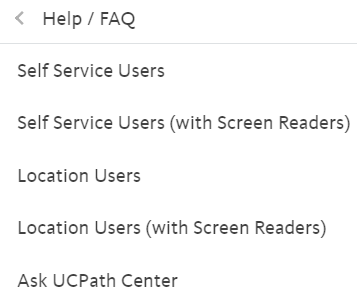 Help / FAQ
Self Service Users
Self Service Users (with Screen Readers)
Location Users
Location Users (with Screen Readers)
Ask UCPath Center